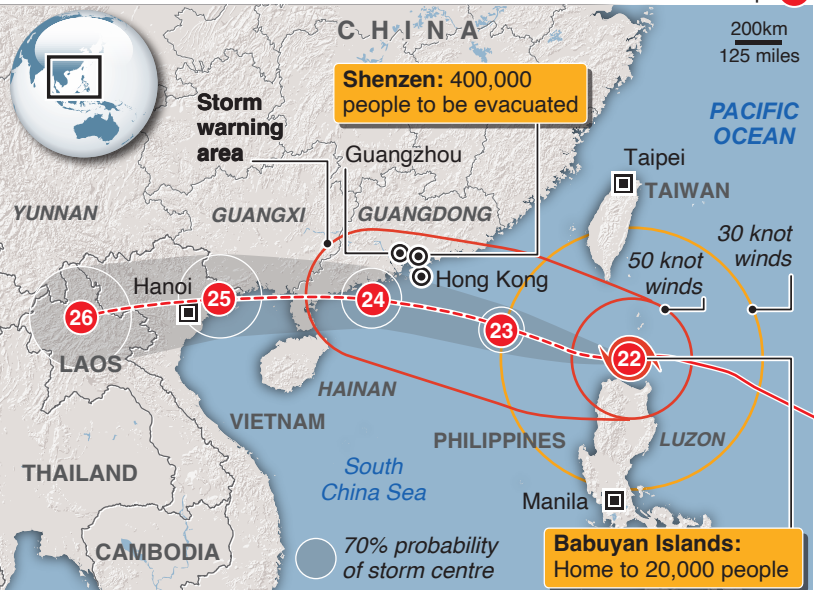 CHINA
200km
125 miles
Shenzen: 400,000
people to be evacuated
Storm
warning
area
PACIFIC
OCEAN
Guangzhou
Taipei
TAIWAN
YUNNAN
GUANGXI
GUANGDONG
30 knot
winds
50 knot
winds
Hanoi
Hong Kong
26
25
24
23
22
LAOS
HAINAN
VIETNAM
PHILIPPINES
LUZON
THAILAND
South
China Sea
Manila
CAMBODIA
70% probability
of storm centre
Babuyan Islands:
Home to 20,000 people